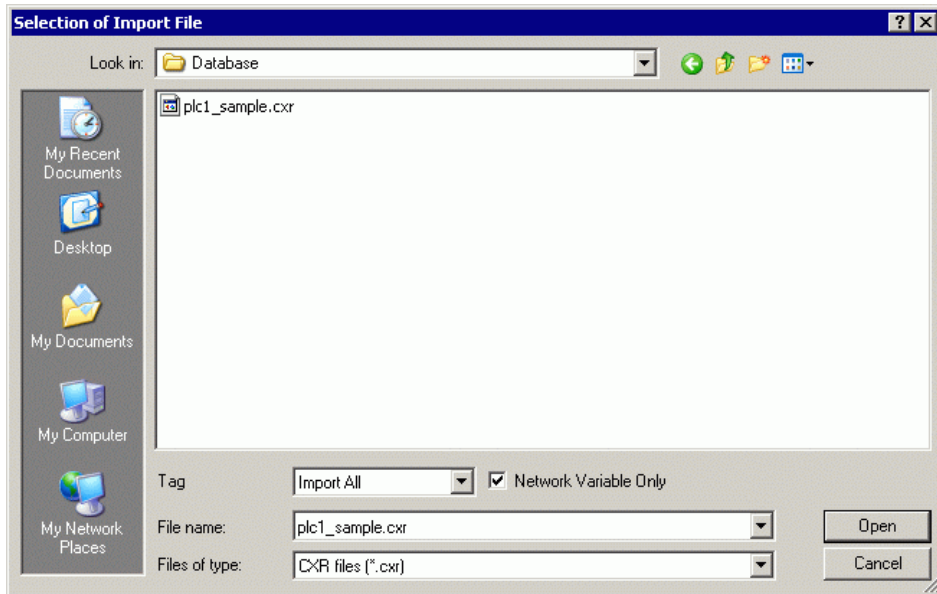 Selection of Import File
Look in: Database
plc1_sample.cxr
My Recent
Documents
Desktop
My Documents
My Computer
My Network
Places
Tag Import All Network Variable Only
File name: plc1_sample.cxr Open
Files of type: CXR files (*.cxr) Cancel